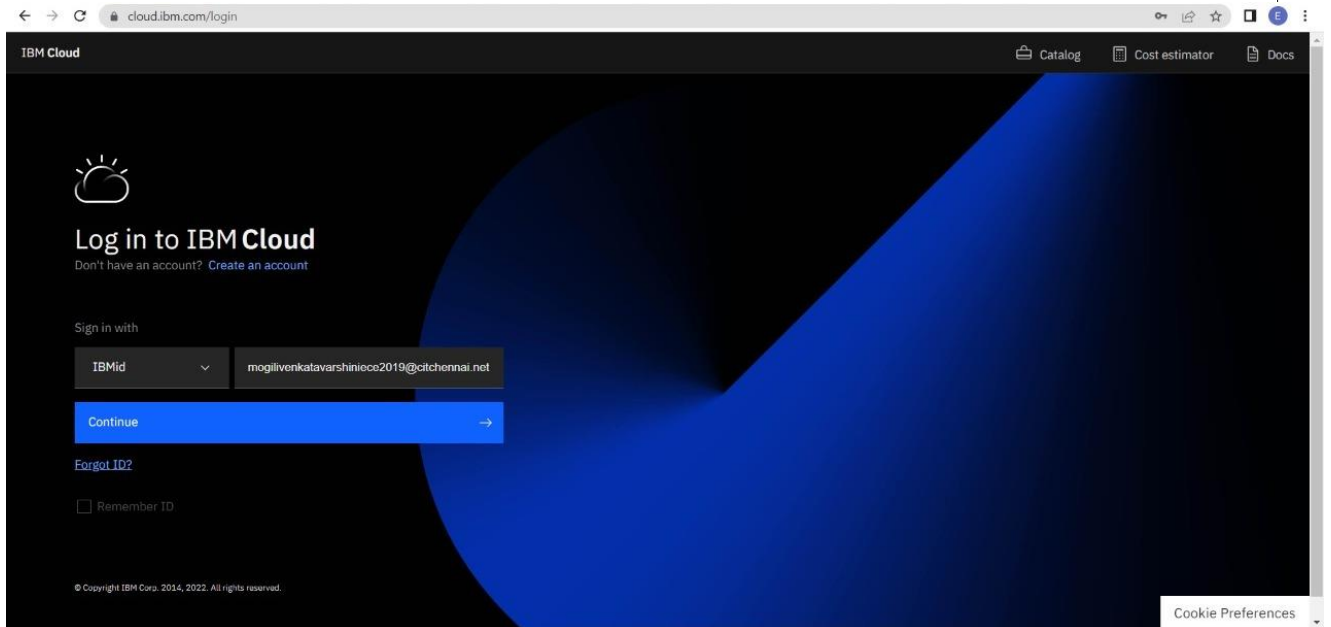 cloud.ibm.com/login
E
IBM Cloud
Catalog
Cost estimator
Docs
Log in to IBM Cloud
Don't have an account? Create an account
Sign in with
IBMid
mogilivenkatavarshiniece2019@citchennai.net
Continue
Forgot ID?
Remember ID
© Copyright IBM Corp. 2014, 2022. All rights reserved.
Cookie Preferences